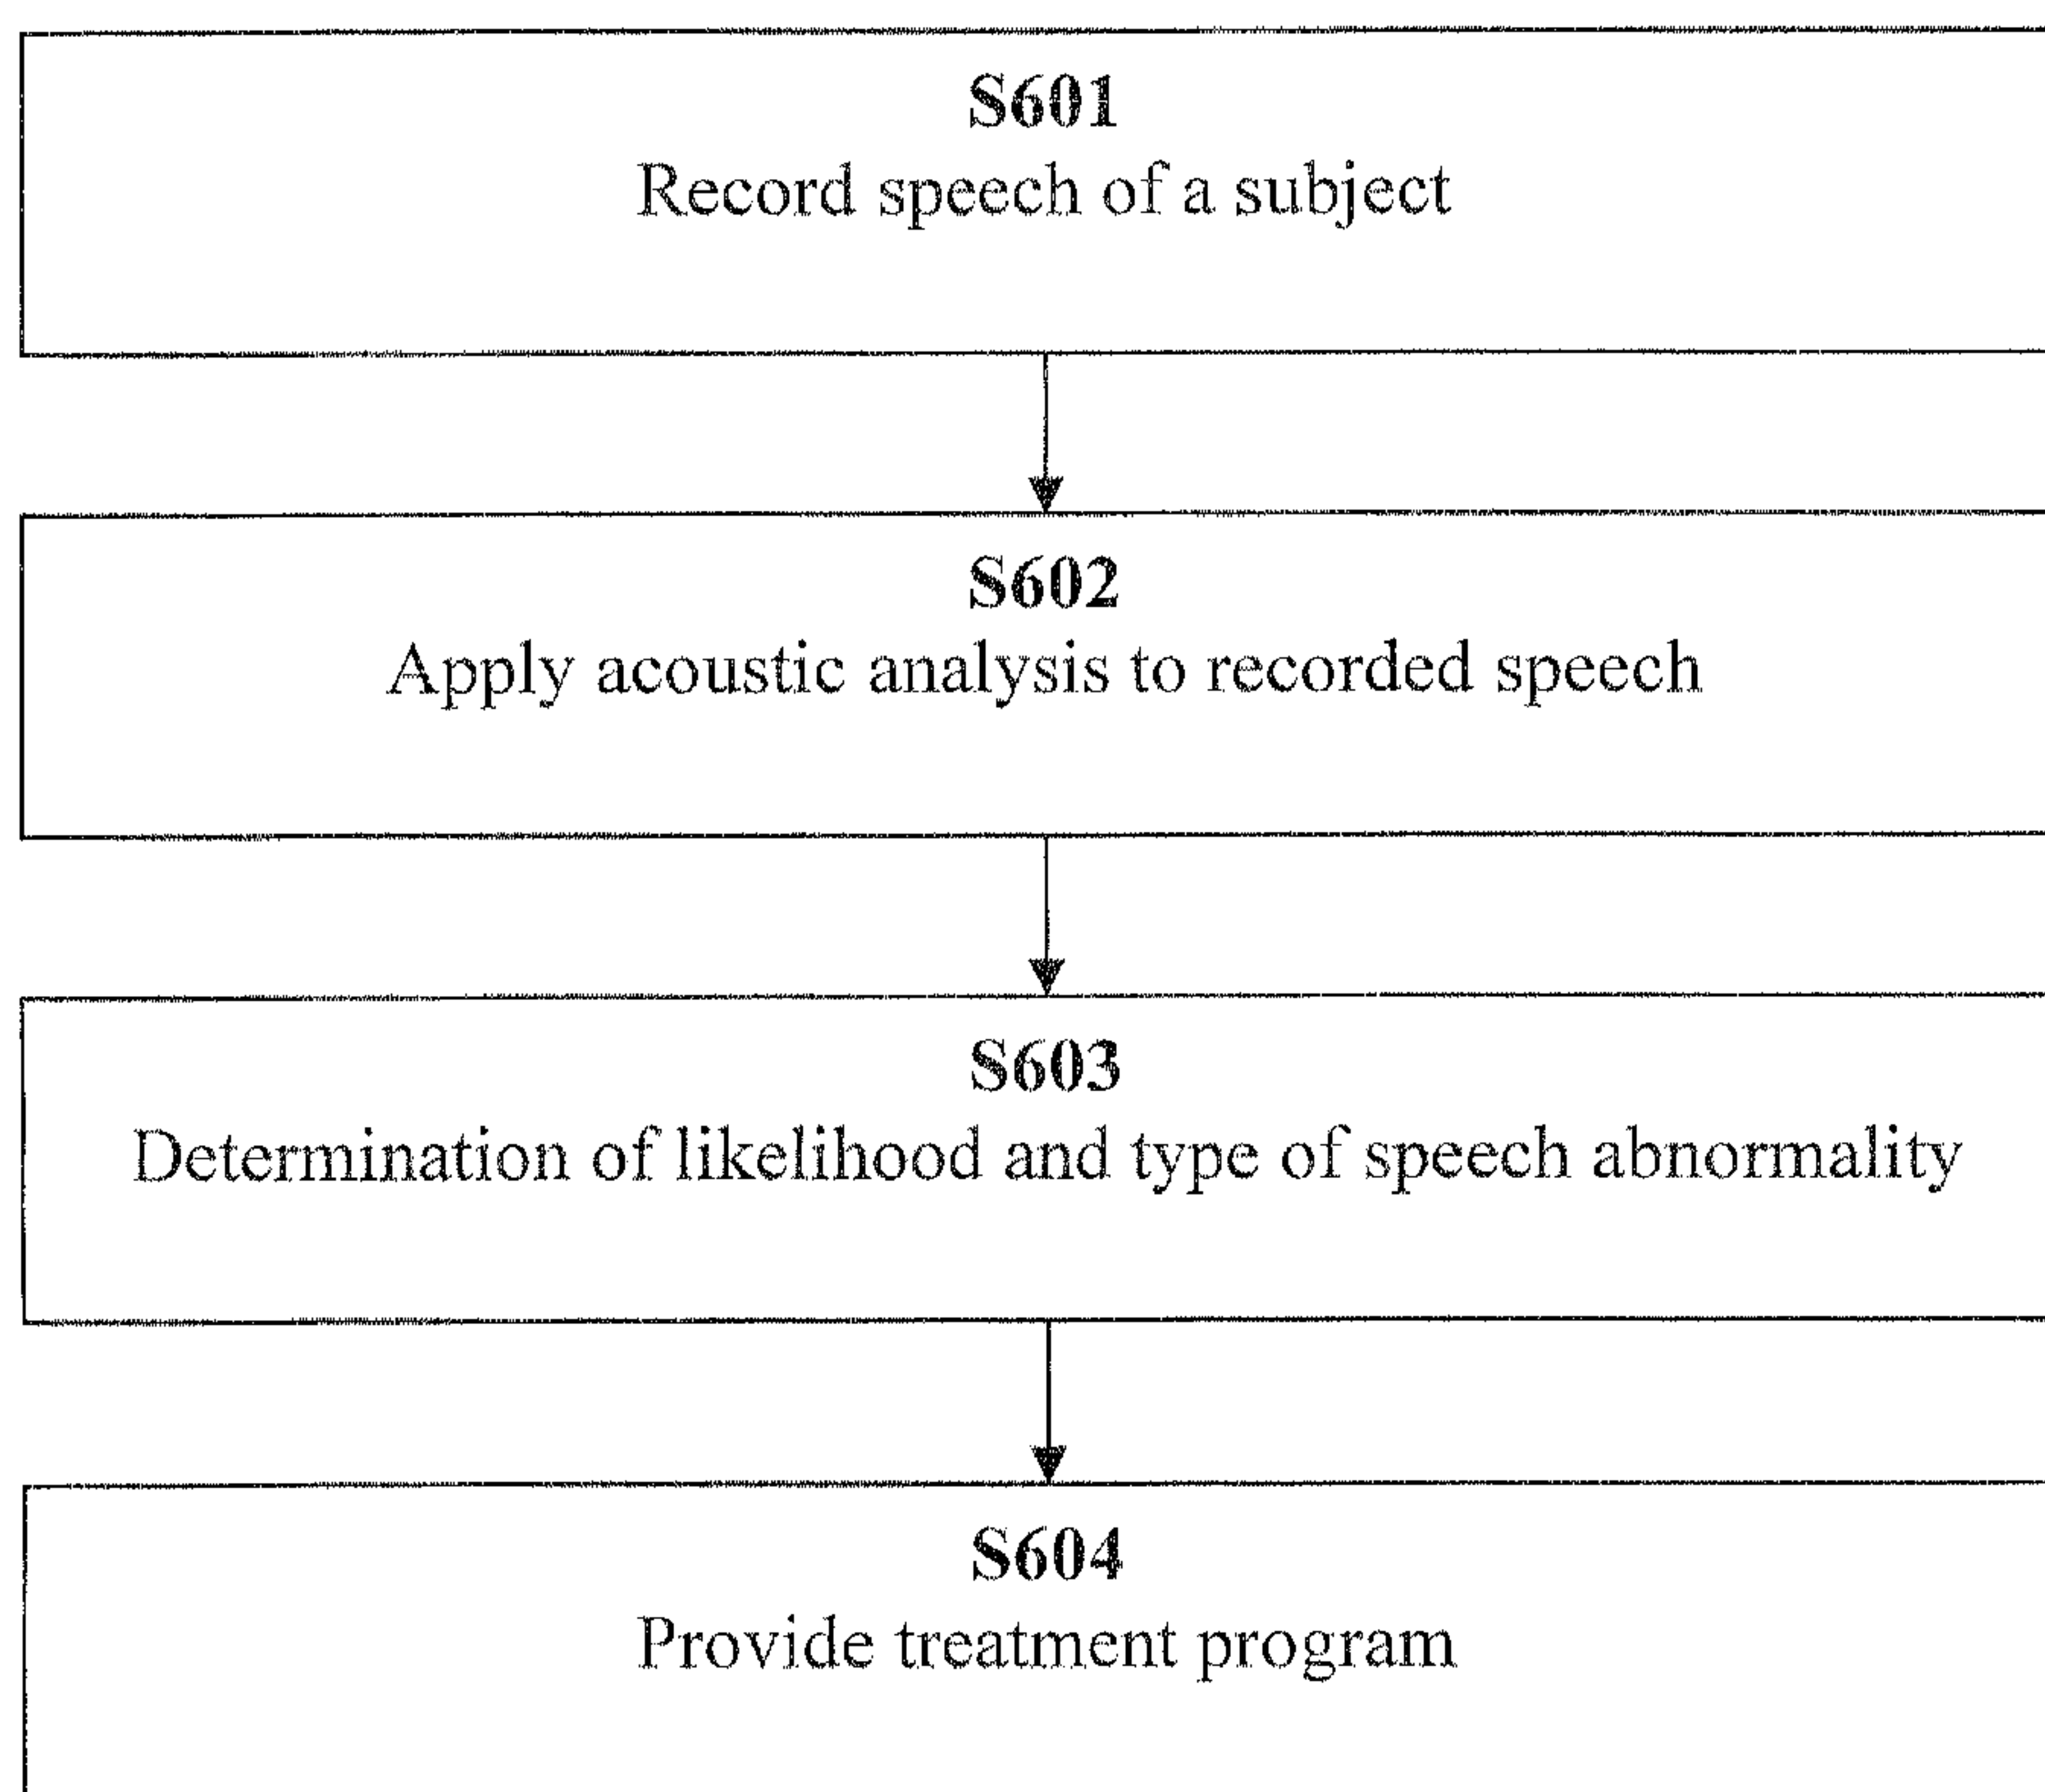 S601
Record speech of a subject
S602
Apply acoustic analysis to recorded speech
S603
Determination of likelihood and type of speech abnormality
S604
Provide treatment program